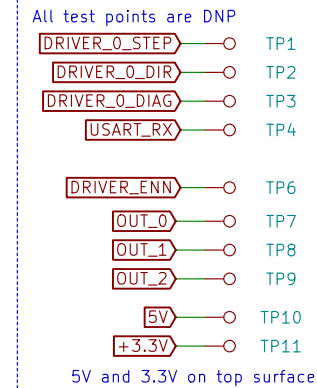 All test points are DNP
DRIVER_0_STEP TP1
DRIVER_0_DIR TP2
DRIVER_0_DIAG TP3
USART_RX TP4
DRIVER_ENN TP6
OUT_0 TP7
OUT_1 TP8
OUT_2 TP9
5V TP10
+3.3V TP11
5V and 3.3V on top surface